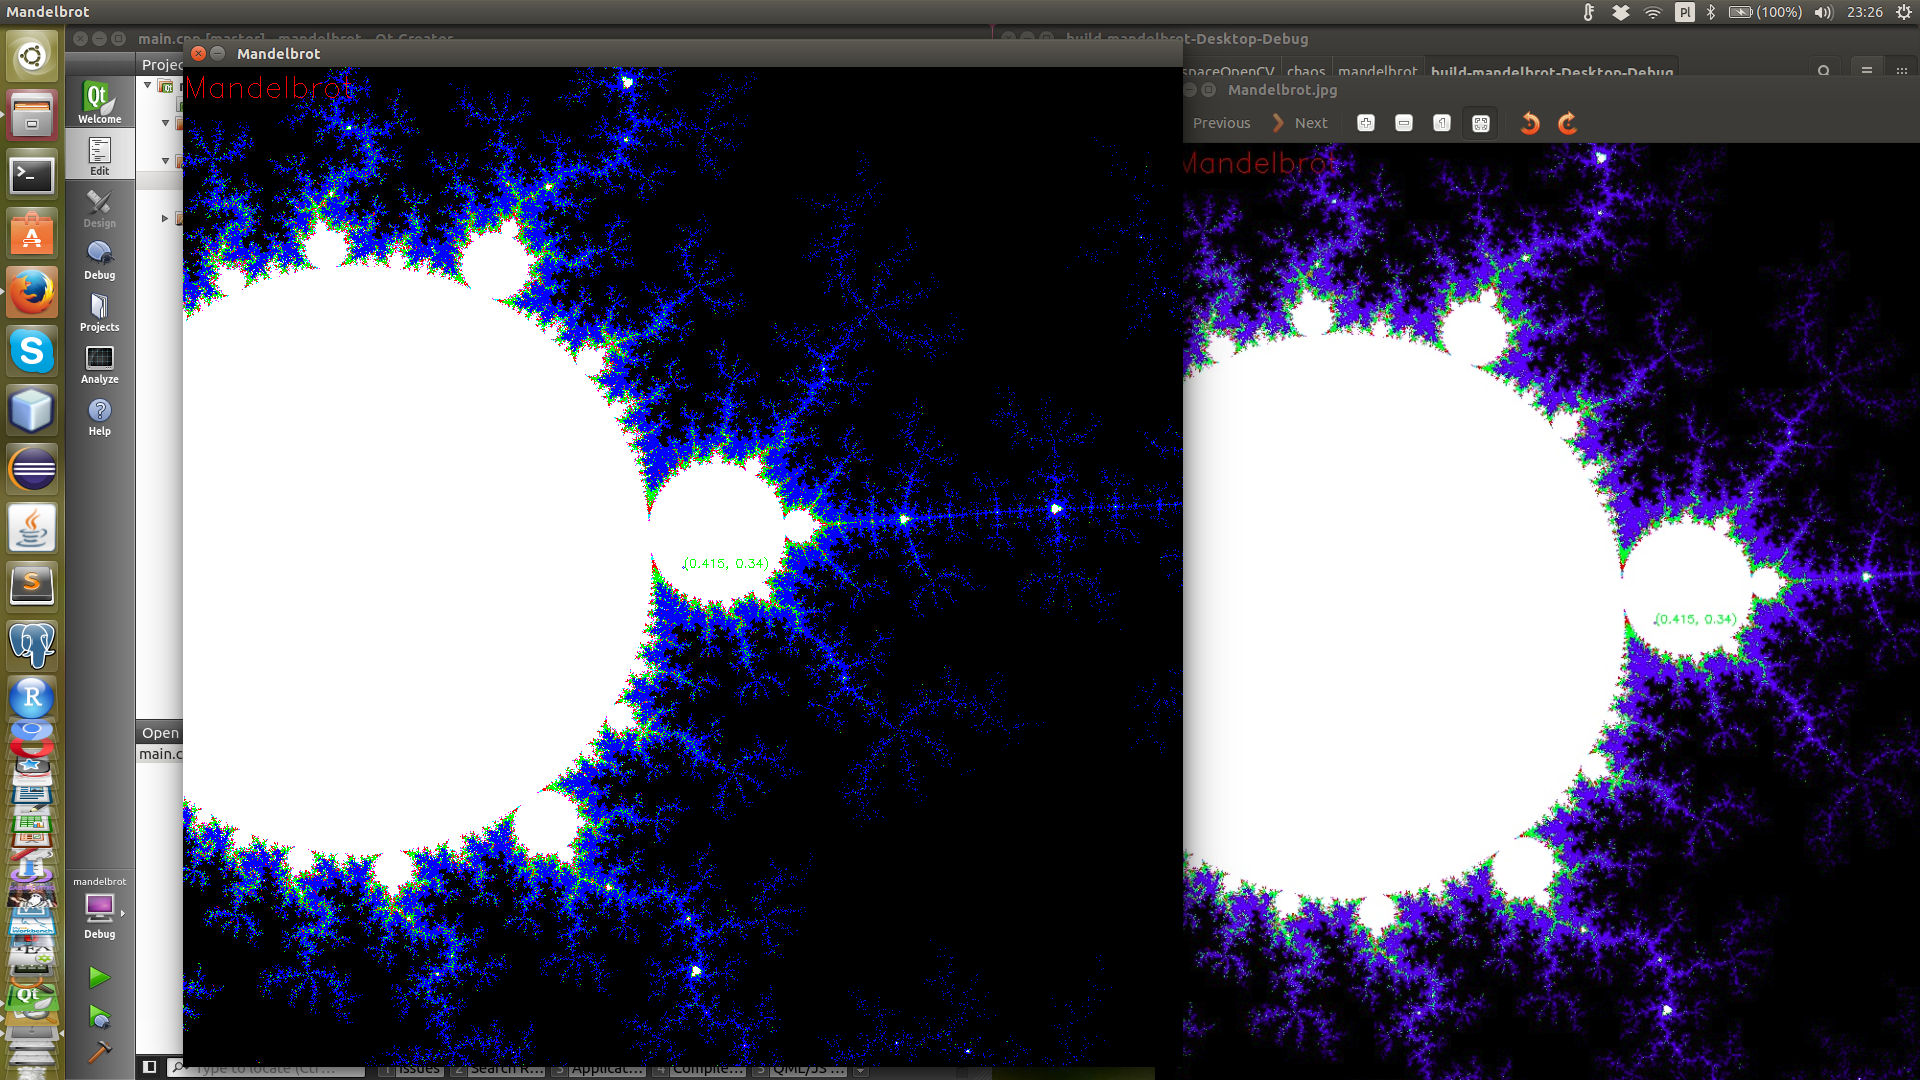 Mandelbrot
Pl
(100%)
23:26
main.cpp [master] - mandelbrot - Qt Creator
Mandelbrot
build-mandelbrot-Desktop-Debug
Projec
spaceOpenCV
chaos
mandelbrot
build-mandelbrot-Desktop-Debug
Mandelbrot
Mandelbrot.jpg
Previous
Next
Mandelbrot
Qt
Welcome
Edit
Design
Debug
Projects
Analyze
Help
(0.415, 0.34)
(0.415, 0.34)
Open
main.c
mandelbrot
Debug
Type to locate (Ctrl...
1 Issues
2 Search R...
3 Applicat...
4 Compile...
5 QML/JS ...